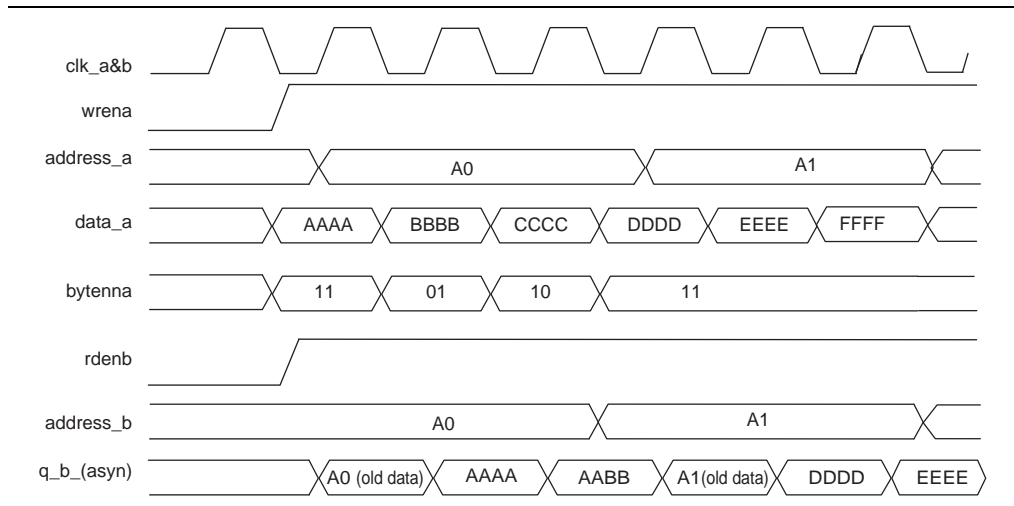 clk_a&b
wrena
address_a A0 A1
data_a AAAA BBBB CCCC DDDD EEEE FFFF
bytenna 11 01 10 11
rdenb
address_b A0 A1
q_b_(asyn) A0 (old data) AAAA AABB A1(old data) DDDD EEEE